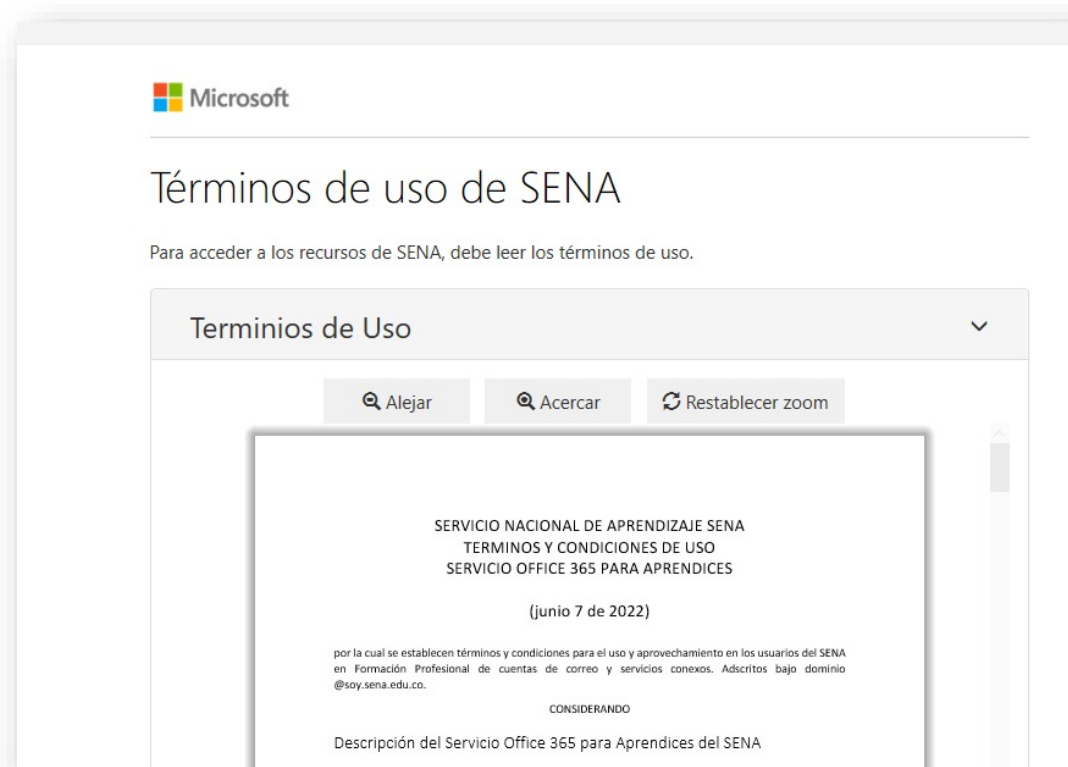 Microsoft
Términos de uso de SENA
Para acceder a los recursos de SENA, debe leer los términos de uso.
Terminios de Uso
Alejar
Acercar
Restablecer zoom
SERVICIO NACIONAL DE APRENDIZAJE SENA
TERMINOS Y CONDICIONES DE USO
SERVICIO OFFICE 365 PARA APRENDICES
(junio 7 de 2022)
por la cual se establecen términos y condiciones para el uso y aprovechamiento en los usuarios del SENA
en Formación Profesional de cuentas de correo y servicios conexos. Adscritos bajo dominio
@soy.sena.edu.co.
CONSIDERANDO
Descripción del Servicio Office 365 para Aprendices del SENA